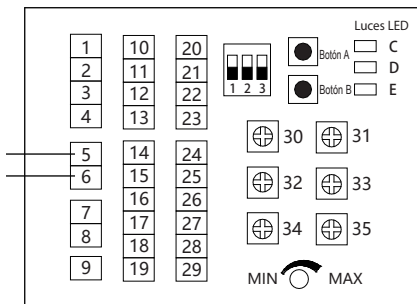 Luces LED
1 10 20 Botón A C
2 11 21 D
3 12 22 1 2 3 Botón B E
4 13 23
30 31
5 14 24
6 15 25 32 33
16 26
7 17 27
8 18 28 34 35
9 19 29 MIN MAX